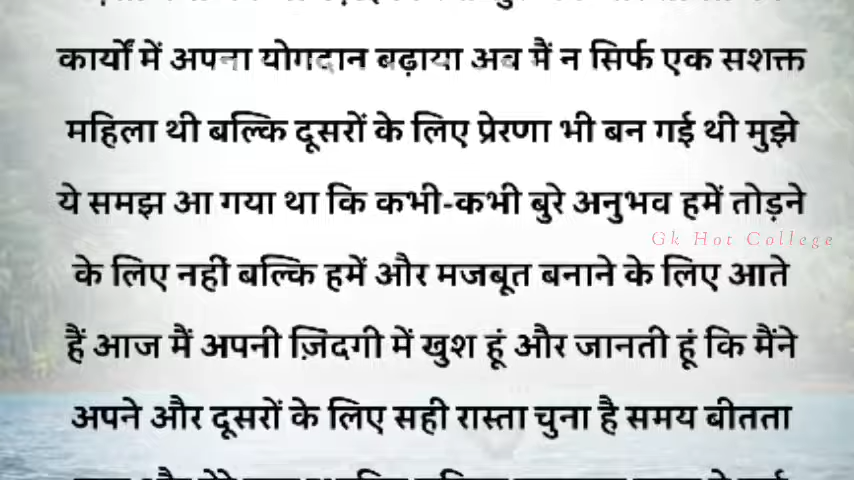 कार्यों में अपना योगदान बढ़ाया अब मैं न सिर्फ एक सशक्त
महिला थी बल्कि दूसरों के लिए प्रेरणा भी बन गई थी मुझे
ये समझ आ गया था कि कभी-कभी बुरे अनुभव हमें तोड़ने
Gk Hot College
के लिए नहीं बल्कि हमें और मजबूत बनाने के लिए आते
हैं आज मैं अपनी ज़िंदगी में खुश हूं और जानती हूं कि मैंने
अपने और दूसरों के लिए सही रास्ता चुना है समय बीतता